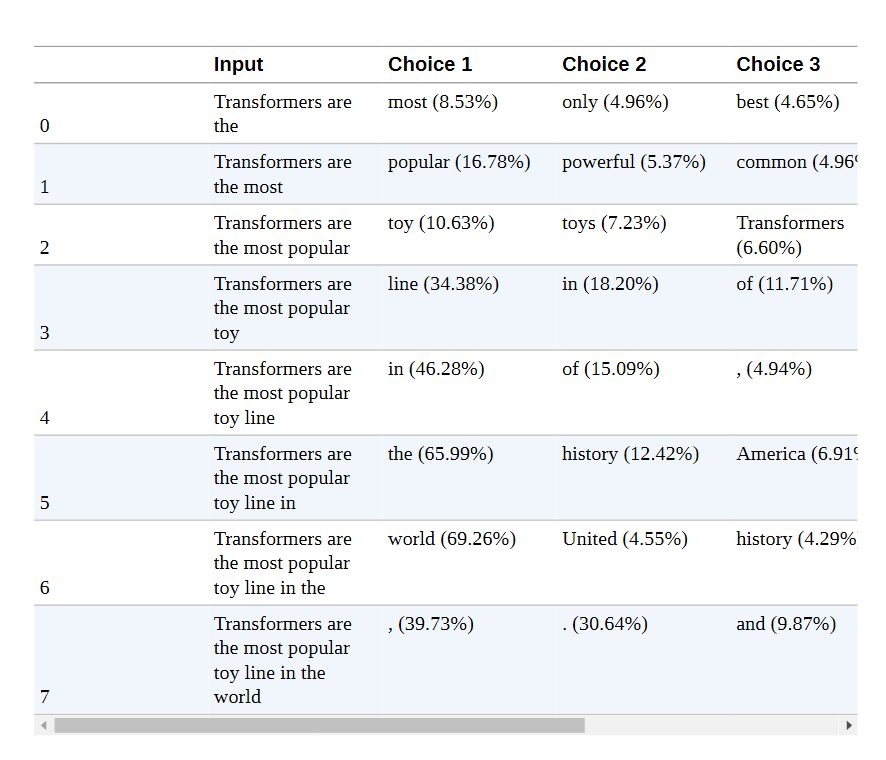 Input Choice 1 Choice 2 Choice 3
Transformers are most (8.53%) only (4.96%) best (4.65%)
0 the
Transformers are popular (16.78%) powerful (5.37%) common (4.96%
1 the most
Transformers are toy (10.63%) toys (7.23%) Transformers
2 the most popular (6.60%)
Transformers are line (34.38%) in (18.20%) of (11.71%)
the most popular
3 toy
Transformers are in (46.28%) of (15.09%) , (4.94%)
the most popular
4 toy line
Transformers are the (65.99%) history (12.42%) America (6.91%
the most popular
5 toy line in
Transformers are world (69.26%) United (4.55%) history (4.29%)
the most popular
6 toy line in the
Transformers are , (39.73%) . (30.64%) and (9.87%)
the most popular
toy line in the
7 world